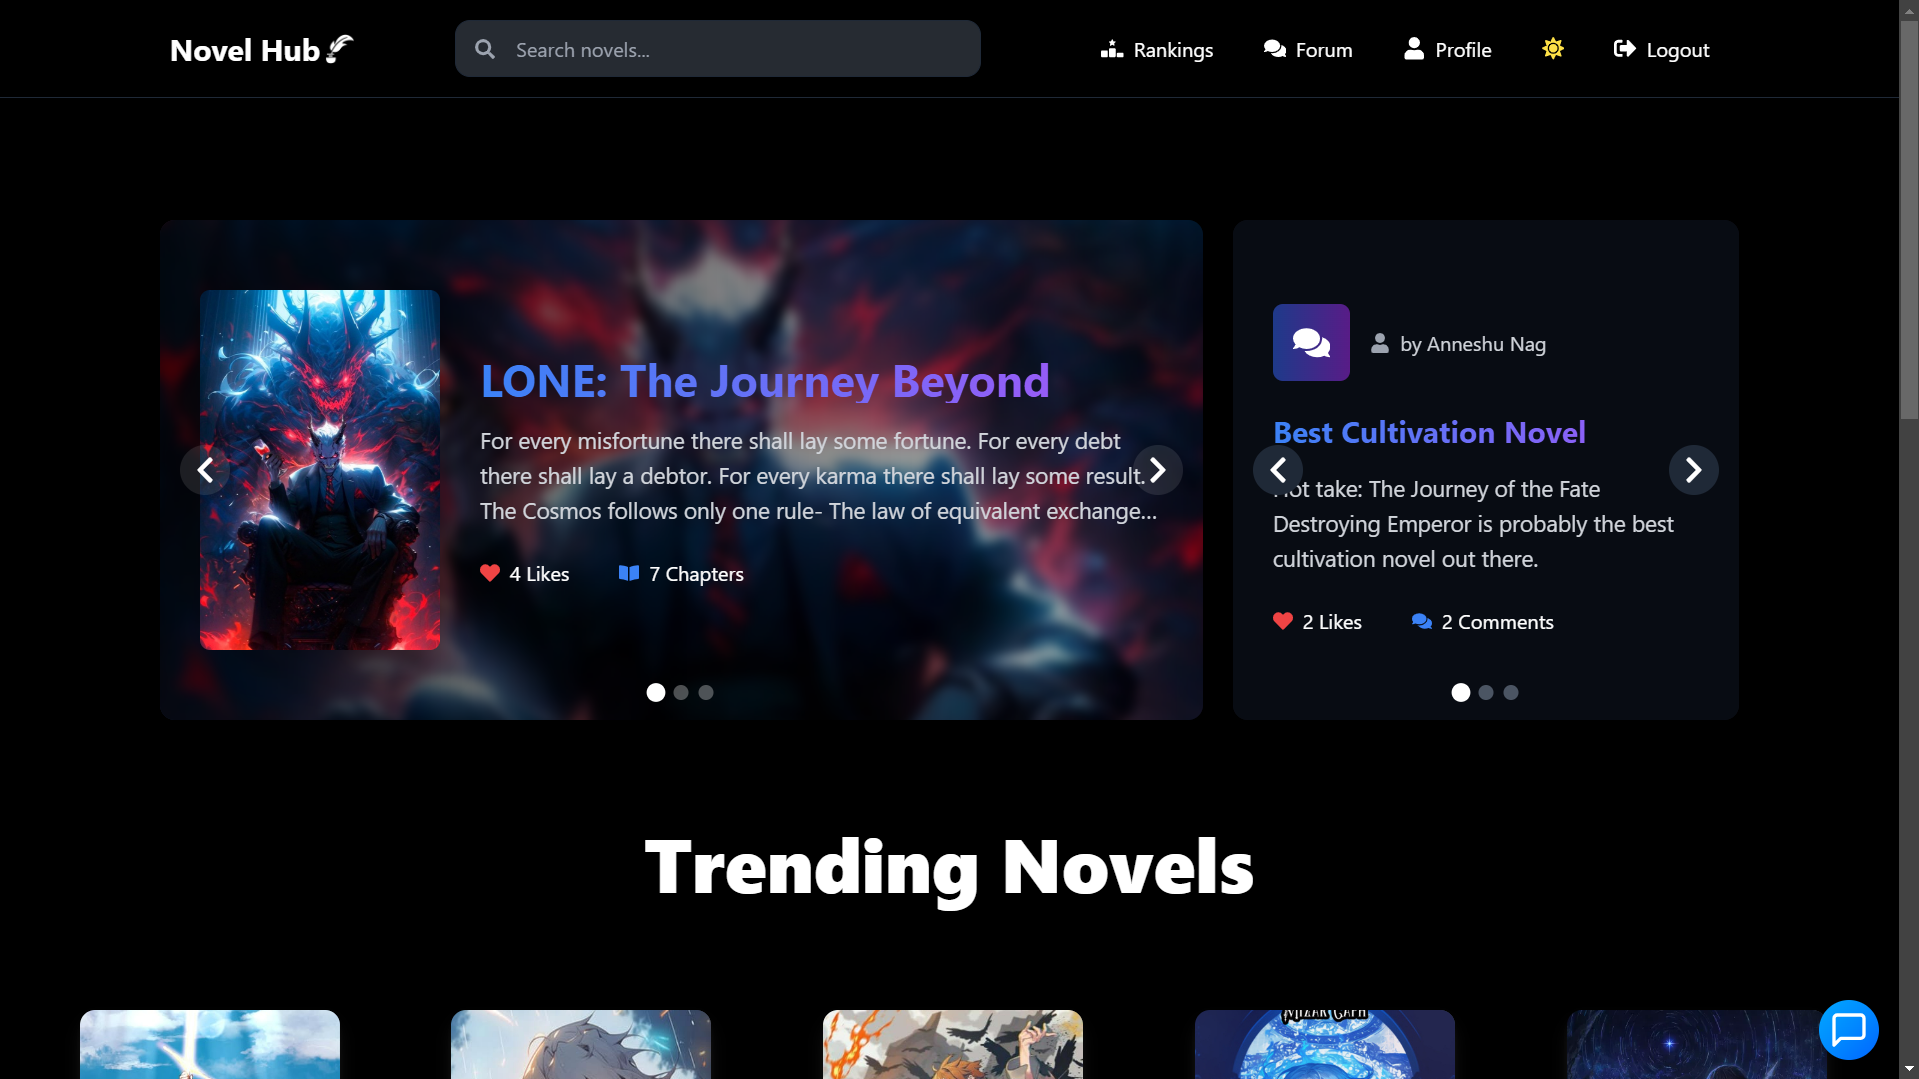 Novel Hub
Search novels...
Rankings
Forum
Profile
Logout
LONE: The Journey Beyond
For every misfortune there shall lay some fortune. For every debt
there shall lay a debtor. For every karma there shall lay some result.
The Cosmos follows only one rule- The law of equivalent exchange...
4 Likes
7 Chapters
by Anneshu Nag
Best Cultivation Novel
Hot take: The Journey of the Fate
Destroying Emperor is probably the best
cultivation novel out there.
2 Likes
2 Comments
Trending Novels
MIZAR CAPH